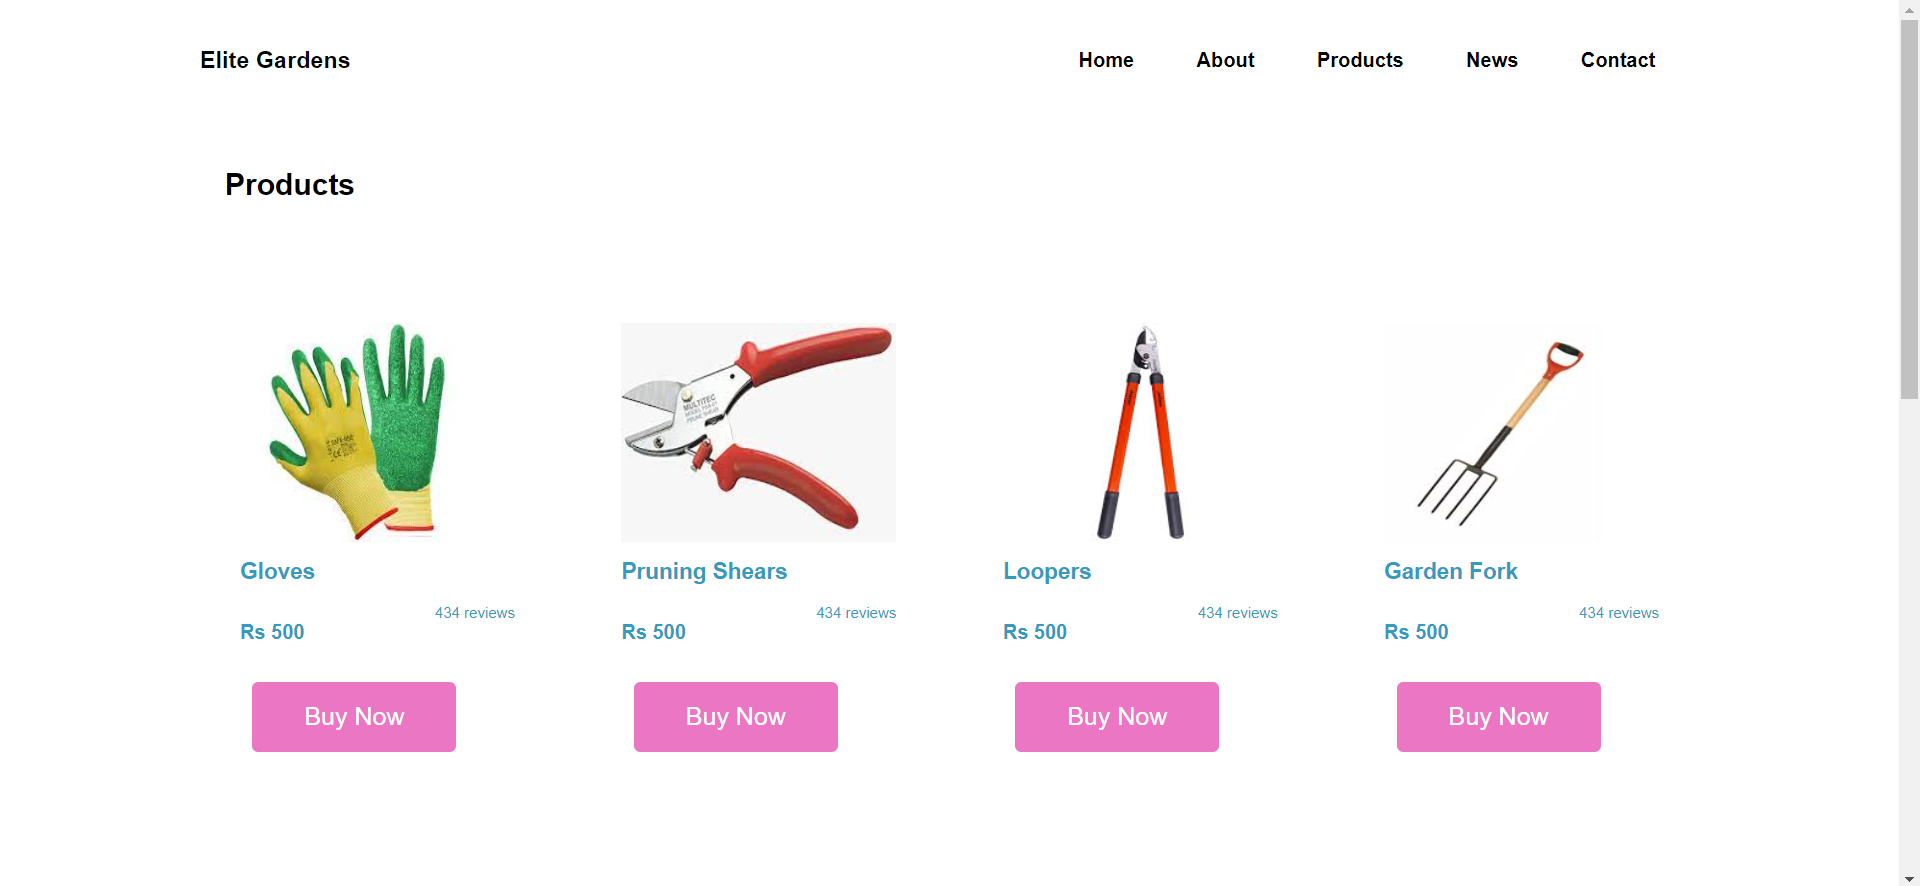 Elite Gardens Home About Products News Contact
Products
MULTITEC
Gloves Pruning Shears Loopers Garden Fork
434 reviews 434 reviews 434 reviews 434 reviews
Rs 500 Rs 500 Rs 500 Rs 500
Buy Now Buy Now Buy Now Buy Now